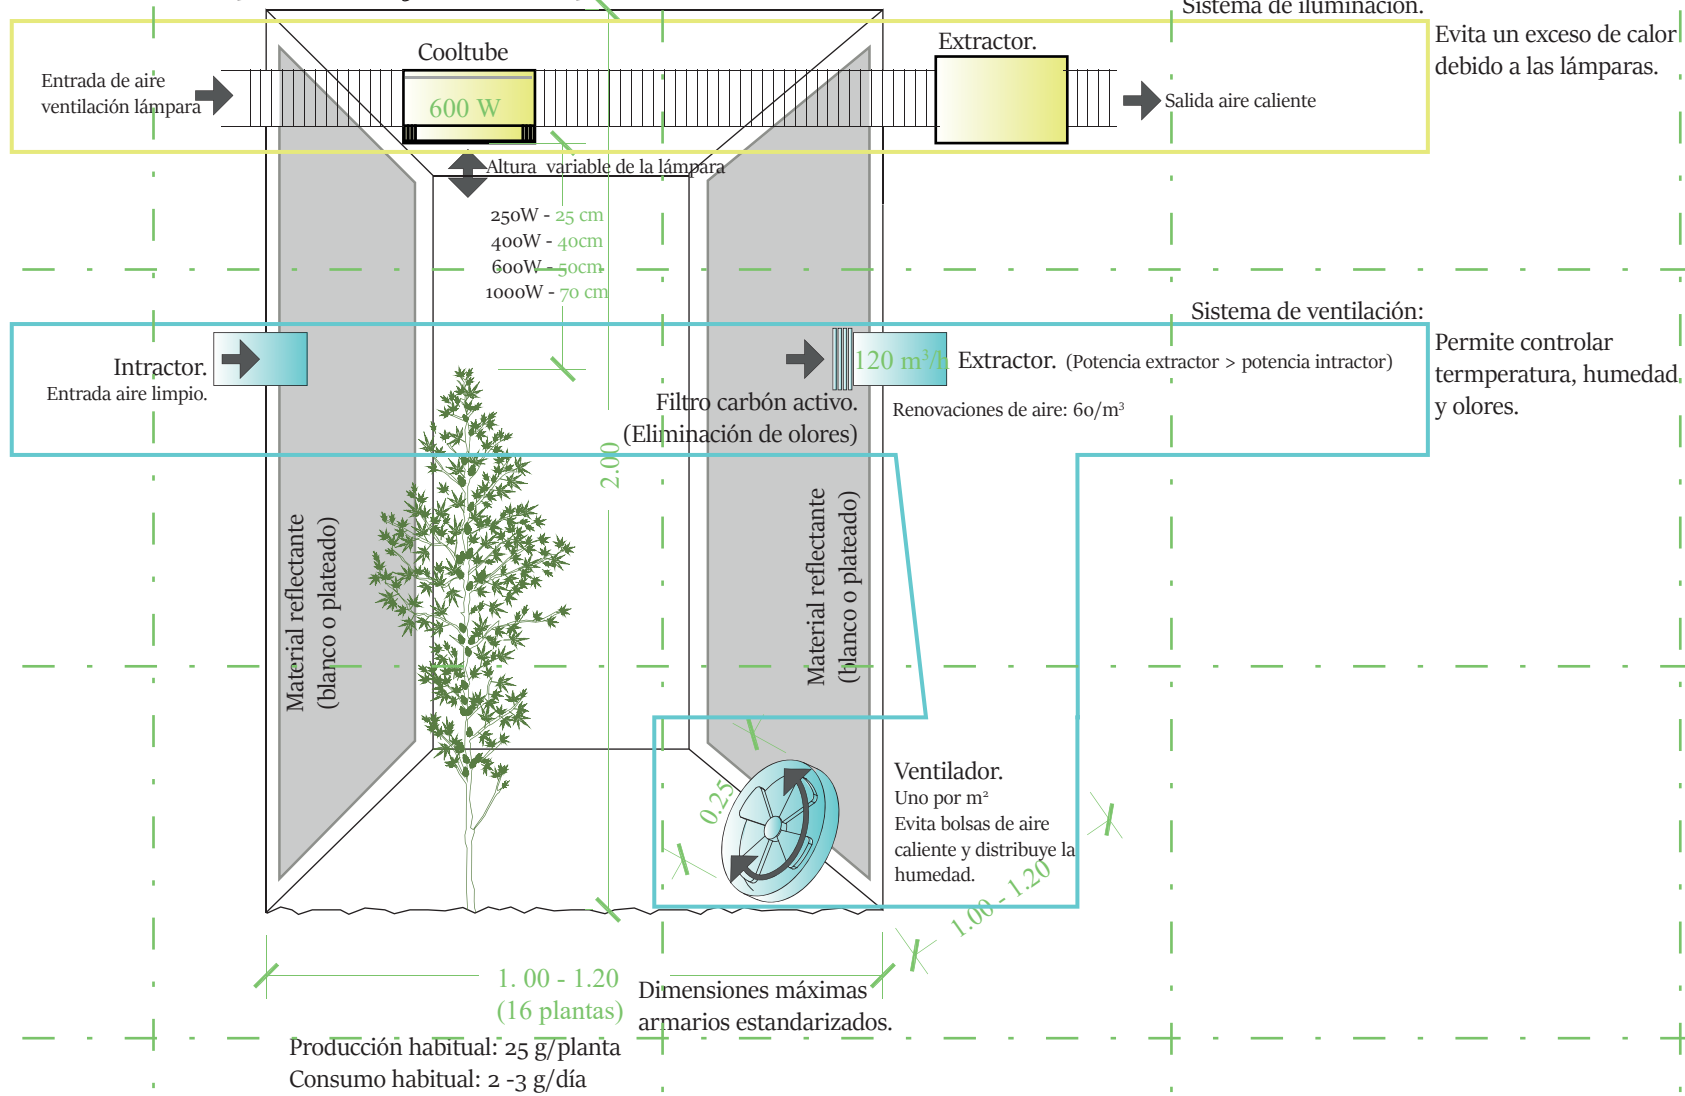 Sistema de iluminación.
Evita un exceso de calor
debido a las lámparas.
Cooltube
Extractor.
Entrada de aire
ventilación lámpara
600 W
Salida aire caliente
Altura variable de la lámpara
250W - 25 cm
400W - 40cm
600W - 50cm
1000W - 70 cm
Sistema de ventilación:
Permite controlar
termperatura, humedad
y olores.
Intractor.
Entrada aire limpio.
120 m³/h
Extractor. (Potencia extractor > potencia intractor)
Filtro carbón activo.
(Eliminación de olores)
Renovaciones de aire: 60/m³
2.00
Material reflectante
(blanco o plateado)
Material reflectante
(blanco o plateado)
0.25
Ventilador.
Uno por m²
Evita bolsas de aire
caliente y distribuye la
humedad.
1.00 - 1.20
1. 00 - 1.20
(16 plantas)
Dimensiones máximas
armarios estandarizados.
Producción habitual: 25 g/planta
Consumo habitual: 2 -3 g/día